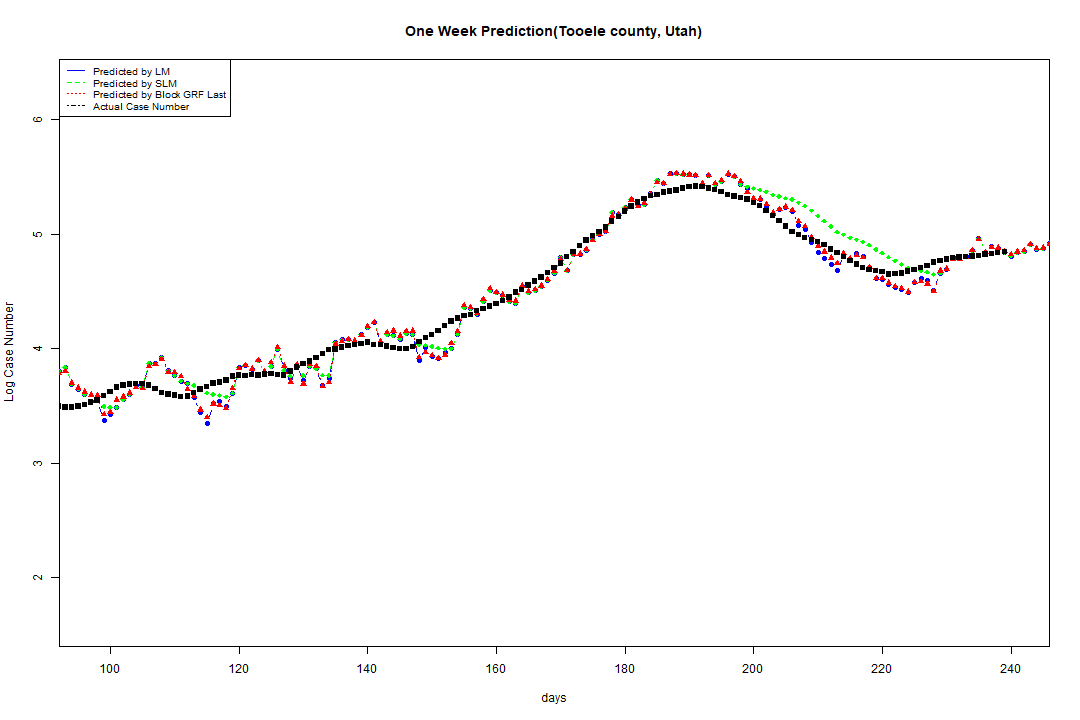 One Week Prediction(Tooele county, Utah)
Predicted by LM
Predicted by SLM
Predicted by Block GRF Last
Actual Case Number
6
5
4
3
2
Log Case Number
100 120 140 160 180 200 220 240
days